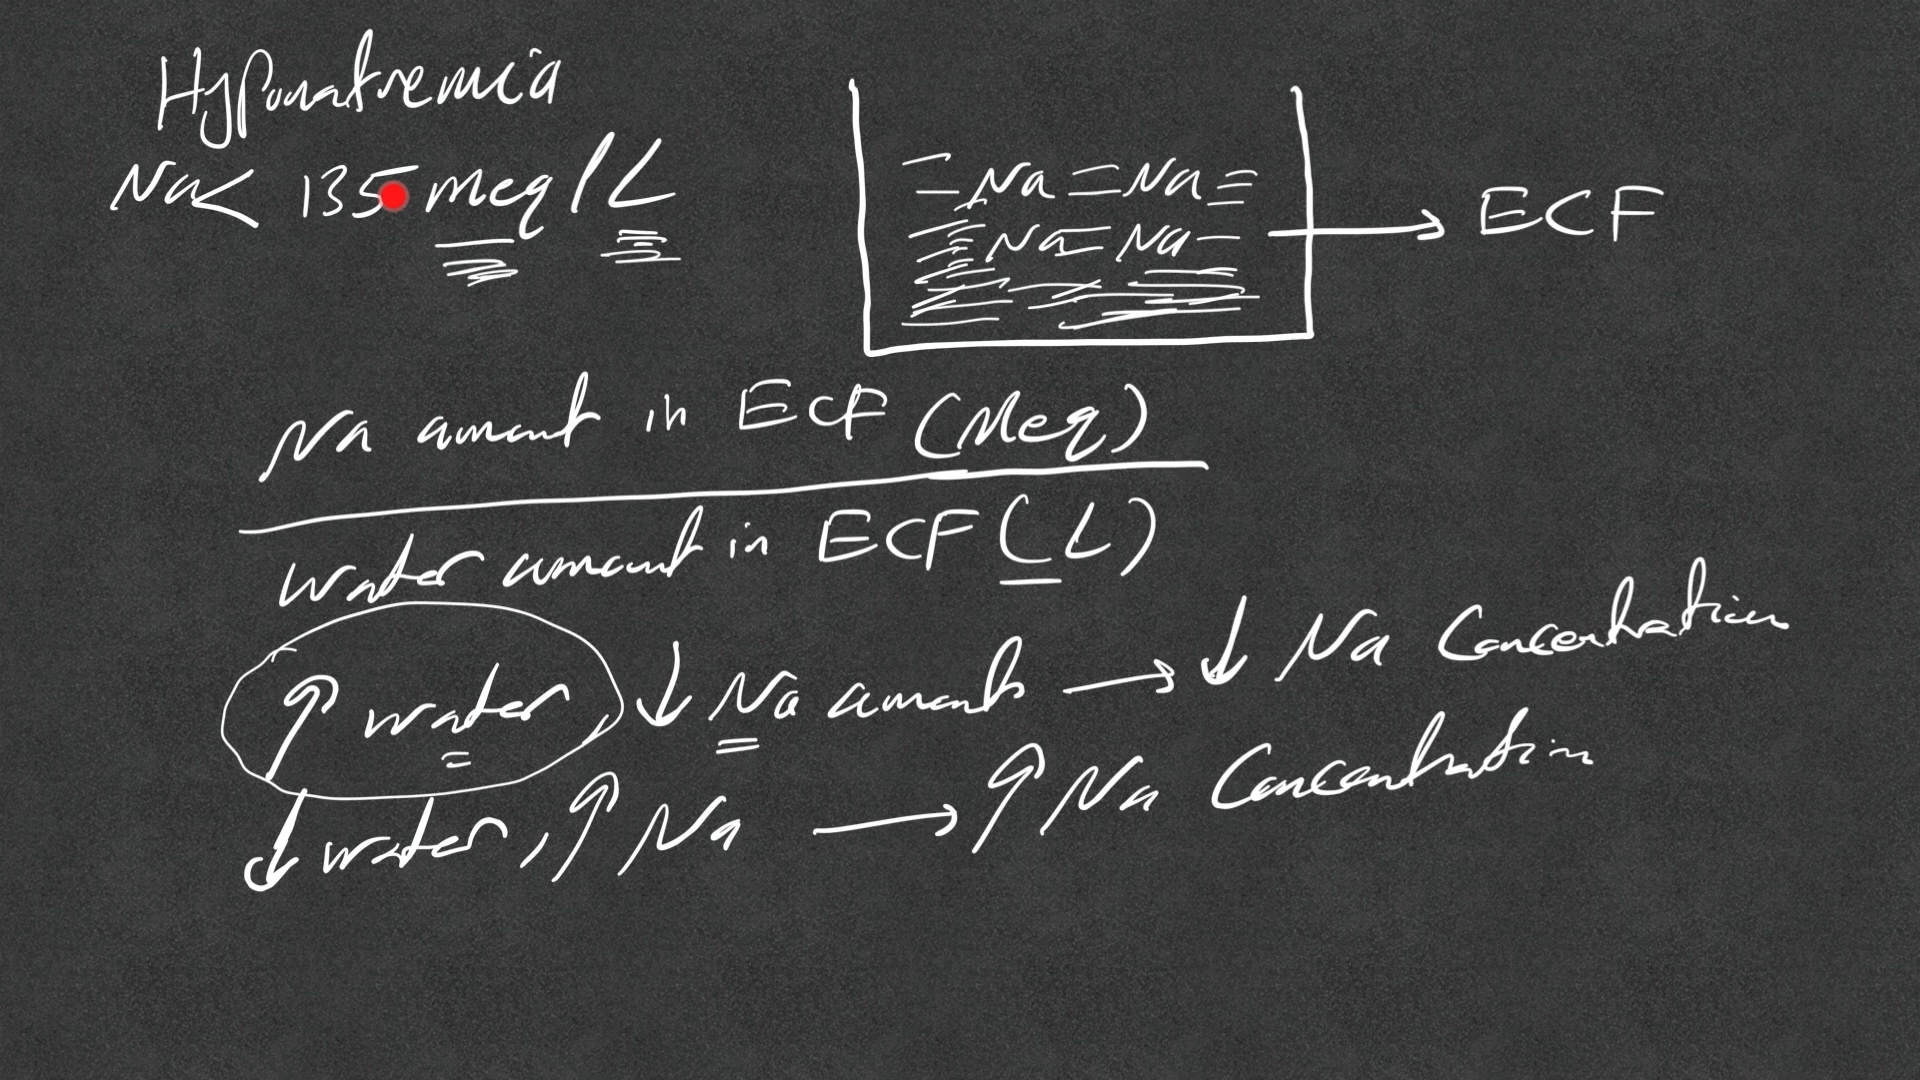 Hyponatremia
Na < 135 meq/L
Na Na
Na Na
→ ECF
Na amount in ECF (Meq)
water amount in ECF (L)
↑ water, ↓ Na amount → ↓ Na Concentration
↓ water, ↑ Na → ↑ Na Concentration